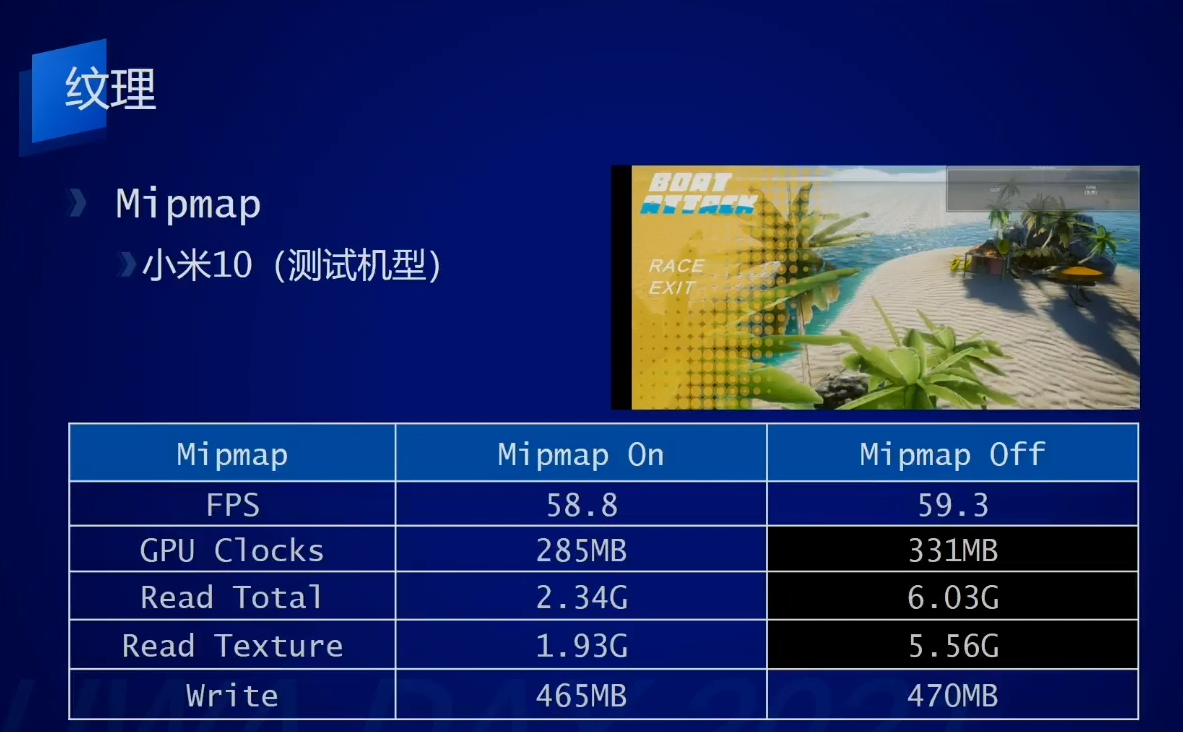 纹理
Mipmap
小米10（测试机型）
BOAT
ATTACK
RACE
EXIT
Mipmap Mipmap On Mipmap Off
FPS 58.8 59.3
GPU Clocks 285MB 331MB
Read Total 2.34G 6.03G
Read Texture 1.93G 5.56G
Write 465MB 470MB